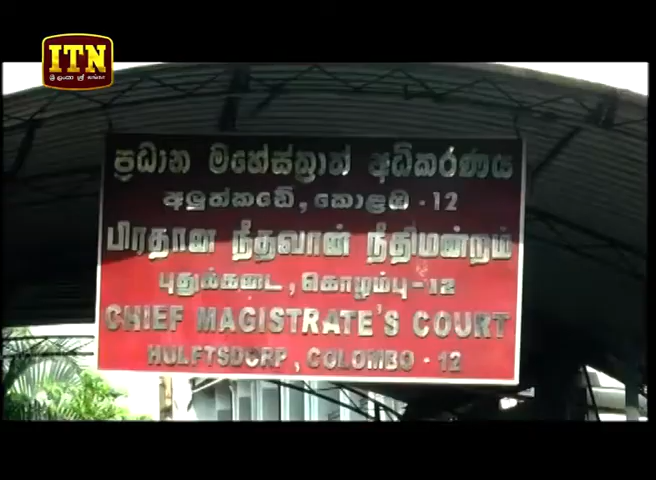 ITN
ශ්‍රී ලංකා இலங்கை
ප්‍රධාන මහේස්ත්‍රාත් අධිකරණය
අලුත්කඩේ, කොළඹ - 12
பிரதான நீதவான் நீதிமன்றம்
புதுக்கடை, கொழும்பு-12
CHIEF MAGISTRATE'S COURT
HULFTSDORP, COLOMBO - 12